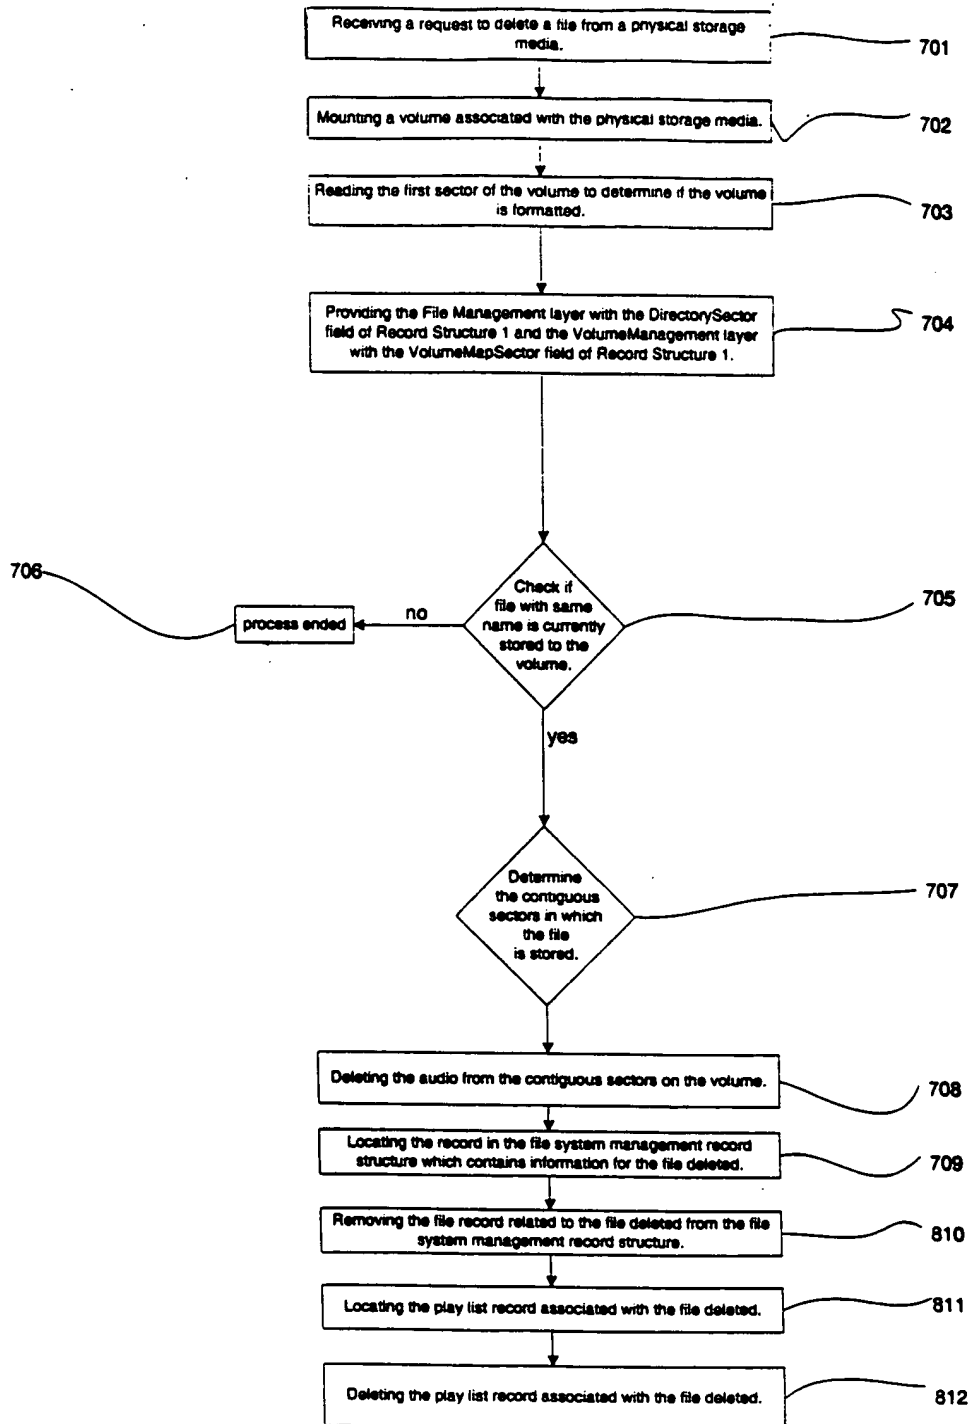 Receiving a request to delete a file from a physical storage
media.
701
Mounting a volume associated with the physical storage media.
702
Reading the first sector of the volume to determine if the volume
is formatted.
703
Providing the File Management layer with the DirectorySector
field of Record Structure 1 and the VolumeManagement layer
with the VolumeMapSector field of Record Structure 1.
704
706
process ended
no
Check if
file with same
name is currently
stored to the
volume.
705
yes
Determine
the contiguous
sectors in which
the file
is stored.
707
Deleting the audio from the contiguous sectors on the volume.
708
Locating the record in the file system management record
structure which contains information for the file deleted.
709
Removing the file record related to the file deleted from the file
system management record structure.
810
Locating the play list record associated with the file deleted.
811
Deleting the play list record associated with the file deleted.
812